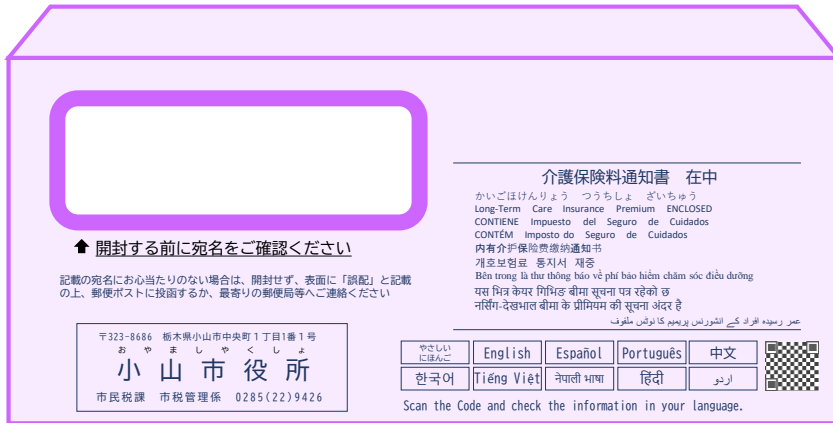 ⬆ 開封する前に宛名をご確認ください
記載の宛名にお心当たりのない場合は、開封せず、表面に「誤配」と記載
の上、郵便ポストに投函するか、最寄りの郵便局等へご連絡ください
〒323-8686 栃木県小山市中央町1丁目1番1号
おやましやくしょ
小山市役所
市民税課 市税管理係 0285(22)9426
介護保険料通知書 在中
かいごほけんりょう つうちしょ ざいちゅう
Long-Term Care Insurance Premium ENCLOSED
CONTIENE Impuesto del Seguro de Cuidados
CONTÉM Imposto do Seguro de Cuidados
内有介护保险费缴纳通知书
개호보험료 통지서 재중
Bên trong là thư thông báo về phí bảo hiểm chăm sóc điều dưỡng
यस भित्र केयर गिभिङ बीमा सूचना पत्र रहेको छ
नर्सिंग-देखभाल बीमा के प्रीमियम की सूचना अंदर है
عمر رسیدہ افراد کے انشورنس پریمیم کا نوٹس ملفوف
やさしい
にほんご
English Español Português 中文
한국어 Tiếng Việt नेपाली भाषा हिंदी اردو
Scan the Code and check the information in your language.